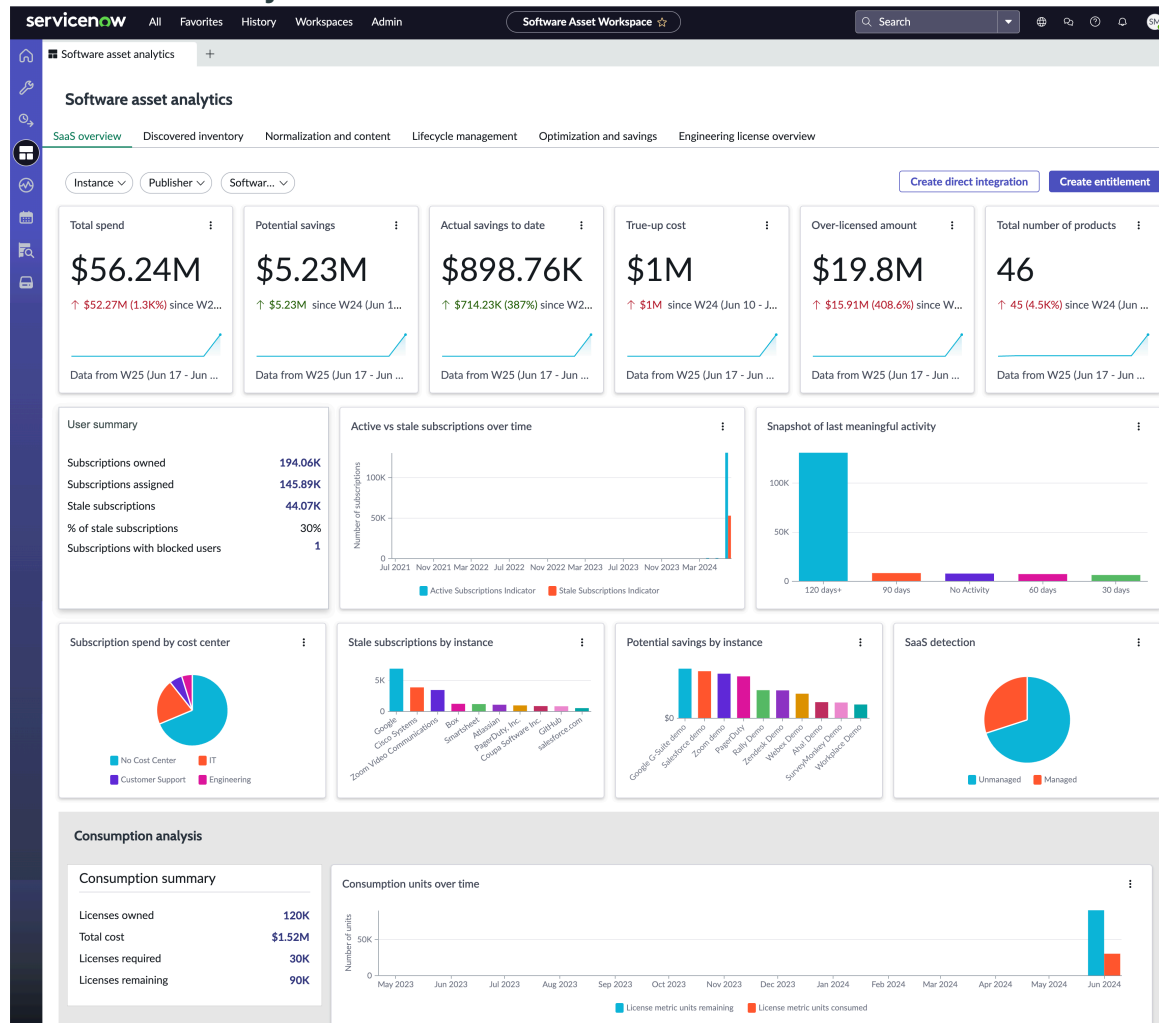 servicenow All Favorites History Workspaces Admin Software Asset Workspace Search SM
Software asset analytics
Software asset analytics
SaaS overview Discovered inventory Normalization and content Lifecycle management Optimization and savings Engineering license overview
Instance Publisher Softwar... Create direct integration Create entitlement
Total spend Potential savings Actual savings to date True-up cost Over-licensed amount Total number of products
$56.24M $5.23M $898.76K $1M $19.8M 46
↑ $52.27M (1.3K%) since W2... ↑ $5.23M since W24 (Jun 1... ↑ $714.23K (387%) since W2... ↑ $1M since W24 (Jun 10 - J... ↑ $15.91M (408.6%) since W... ↑ 45 (4.5K%) since W24 (Jun ...
Data from W25 (Jun 17 - Jun ... Data from W25 (Jun 17 - Jun ... Data from W25 (Jun 17 - Jun ... Data from W25 (Jun 17 - Jun ... Data from W25 (Jun 17 - Jun ... Data from W25 (Jun 17 - Jun ...
User summary
Subscriptions owned 194.06K
Subscriptions assigned 145.89K
Stale subscriptions 44.07K
% of stale subscriptions 30%
Subscriptions with blocked users 1
Active vs stale subscriptions over time
Number of subscriptions
100K
50K
0
Jul 2021 Nov 2021 Mar 2022 Jul 2022 Nov 2022 Mar 2023 Jul 2023 Nov 2023 Mar 2024
Active Subscriptions Indicator Stale Subscriptions Indicator
Snapshot of last meaningful activity
100K
50K
0
120 days+ 90 days No Activity 60 days 30 days
Subscription spend by cost center
No Cost Center IT
Customer Support Engineering
Stale subscriptions by instance
5K
0
Google Cisco Systems Zoom Video Communications Box Smartsheet Atlassian PagerDuty, Inc. Coupa Software Inc. GitHub salesforce.com
Potential savings by instance
$0
Google G-Suite demo Salesforce demo Zoom demo PagerDuty Rally Demo Zendesk Demo Webex Demo Aha! Demo SurveyMonkey Demo Workplace Demo
SaaS detection
Unmanaged Managed
Consumption analysis
Consumption summary
Licenses owned 120K
Total cost $1.52M
Licenses required 30K
Licenses remaining 90K
Consumption units over time
Number of units
50K
0
May 2023 Jun 2023 Jul 2023 Aug 2023 Sep 2023 Oct 2023 Nov 2023 Dec 2023 Jan 2024 Feb 2024 Mar 2024 Apr 2024 May 2024 Jun 2024
License metric units remaining License metric units consumed